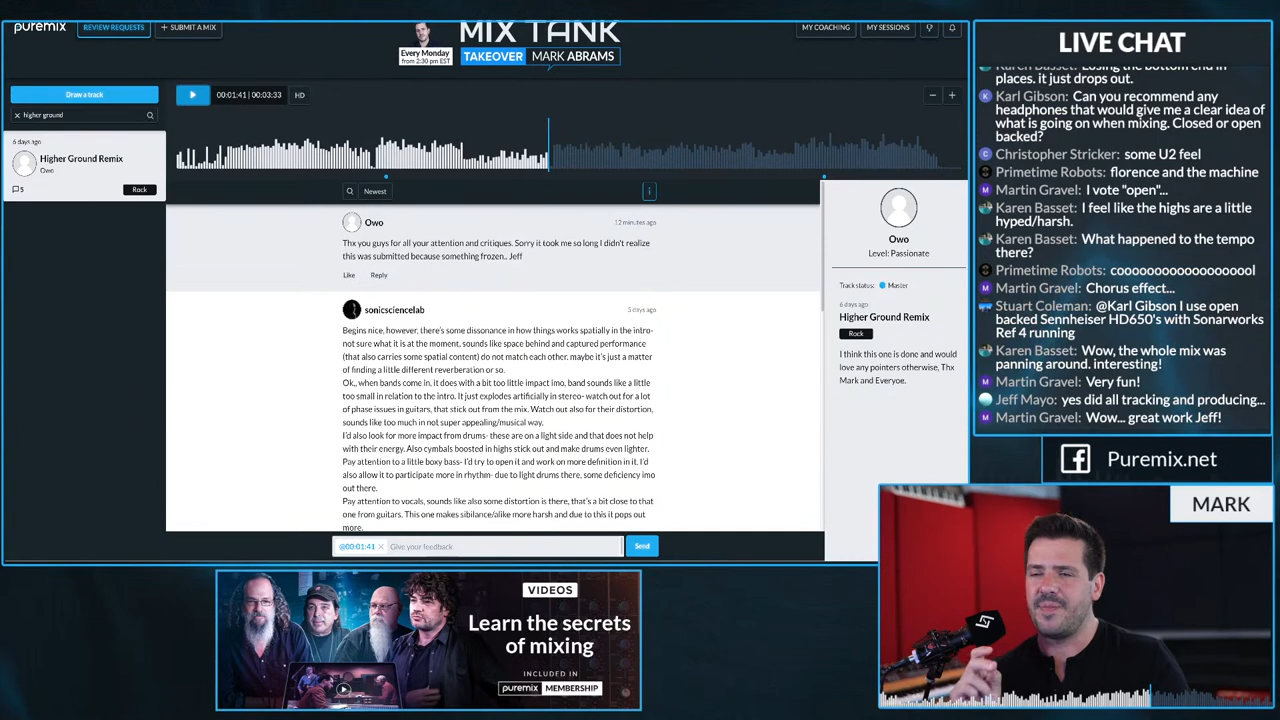 puremix
REVIEW REQUESTS
+ SUBMIT A MIX
MIX TANK
Every Monday
from 2:30 pm EST
TAKEOVER MARK ABRAMS
MY COACHING
MY SESSIONS
Draw a track
× higher ground
00:01:41 | 00:03:33
HD
6 days ago
Higher Ground Remix
Owo
5
Rock
Newest
i
Owo
12 minutes ago
Thx you guys for all your attention and critiques. Sorry it took me so long I didn't realize
this was submitted because something frozen.. Jeff
Like Reply
sonicsciencelab
3 days ago
Begins nice, however, there's some dissonance in how things works spatially in the intro-
not sure what it is at the moment, sounds like space behind and captured performance
(that also carries some spatial content) do not match each other. maybe it's just a matter
of finding a little different reverberation or so.
Ok,, when bands come in, it does with a bit too little impact imo, band sounds like a little
too small in relation to the intro. It just explodes artificially in stereo- watch out for a lot
of phase issues in guitars, that stick out from the mix. Watch out also for their distortion,
sounds like too much in not super appealing/musical way.
I'd also look for more impact from drums- these are on a light side and that does not help
with their energy. Also cymbals boosted in highs stick out and make drums even lighter.
Pay attention to a little boxy bass- I'd try to open it and work on more definition in it. I'd
also allow it to participate more in rhythm- due to light drums there, some deficiency imo
out there.
Pay attention to vocals, sounds like also some distortion is there, that's a bit close to that
one from guitars. This one makes sibilance/alike more harsh and due to this it pops out
more.
@00:01:41 × Give your feedback
Send
Owo
Level: Passionate
Track status: Master
6 days ago
Higher Ground Remix
Rock
I think this one is done and would
love any pointers otherwise, Thx
Mark and Everyoe.
LIVE CHAT
Karen Basset: Losing the bottom end in
places. it just drops out.
Karl Gibson: Can you recommend any
headphones that would give me a clear idea of
what is going on when mixing. Closed or open
backed?
Christopher Stricker: some U2 feel
Primetime Robots: florence and the machine
Martin Gravel: I vote "open"...
Karen Basset: I feel like the highs are a little
hyped/harsh.
Karen Basset: What happened to the tempo
there?
Primetime Robots: cooooooooooooooooool
Martin Gravel: Chorus effect...
Stuart Coleman: @Karl Gibson I use open
backed Sennheiser HD650's with Sonarworks
Ref 4 running
Karen Basset: Wow, the whole mix was
panning around. interesting!
Martin Gravel: Very fun!
Jeff Mayo: yes did all tracking and producing...
Martin Gravel: Wow... great work Jeff!
Puremix.net
MARK
VIDEOS
Learn the secrets
of mixing
INCLUDED IN
puremix MEMBERSHIP